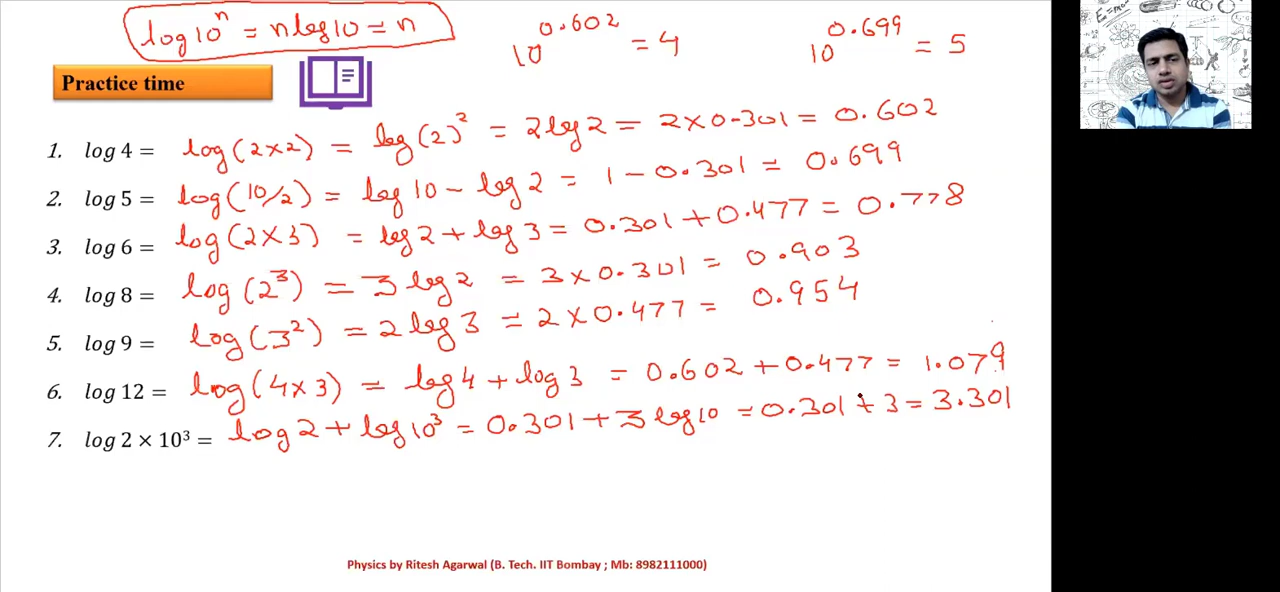 log 10ⁿ = n log 10 = n
10^0.602 = 4
10^0.699 = 5
Practice time
1. log 4 = log(2×2) = log(2)² = 2 log 2 = 2 × 0.301 = 0.602
2. log 5 = log(10/2) = log 10 − log 2 = 1 − 0.301 = 0.699
3. log 6 = log(2×3) = log 2 + log 3 = 0.301 + 0.477 = 0.778
4. log 8 = log(2³) = 3 log 2 = 3 × 0.301 = 0.903
5. log 9 = log(3²) = 2 log 3 = 2 × 0.477 = 0.954
6. log 12 = log(4×3) = log 4 + log 3 = 0.602 + 0.477 = 1.079
7. log 2 × 10³ = log 2 + log 10³ = 0.301 + 3 log 10 = 0.301 + 3 = 3.301
Physics by Ritesh Agarwal (B. Tech. IIT Bombay ; Mb: 8982111000)